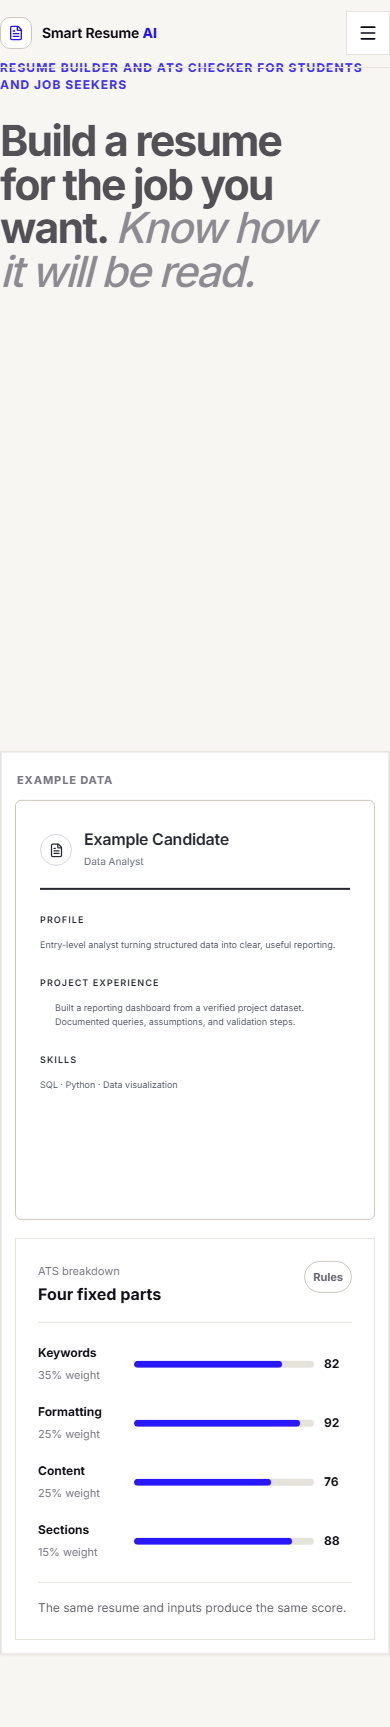 Smart Resume AI
RESUME BUILDER AND ATS CHECKER FOR STUDENTS
AND JOB SEEKERS
Build a resume
for the job you
want. Know how
it will be read.
EXAMPLE DATA
Example Candidate
Data Analyst
PROFILE
Entry-level analyst turning structured data into clear, useful reporting.
PROJECT EXPERIENCE
Built a reporting dashboard from a verified project dataset.
Documented queries, assumptions, and validation steps.
SKILLS
SQL · Python · Data visualization
ATS breakdown
Four fixed parts
Rules
Keywords
35% weight
82
Formatting
25% weight
92
Content
25% weight
76
Sections
15% weight
88
The same resume and inputs produce the same score.